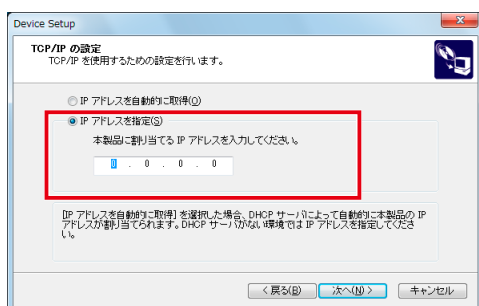 Device Setup
TCP/IP の設定
TCP/IP を使用するための設定を行います。
IP アドレスを自動的に取得(O)
IP アドレスを指定(S)
本製品に割り当てる IP アドレスを入力してください。
0 . 0 . 0 . 0
[IP アドレスを自動的に取得] を選択した場合、DHCP サーバによって自動的に本製品の IP
アドレスが割り当てられます。DHCP サーバがない環境では IP アドレスを指定してくださ
い。
< 戻る(B) 次へ(N) > キャンセル